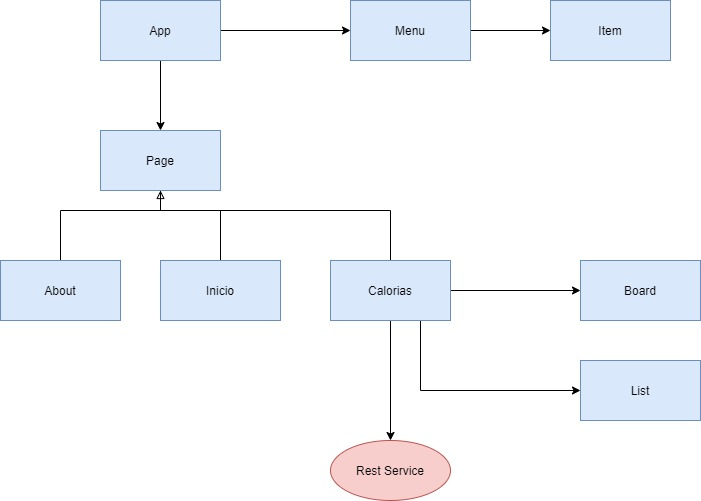 App
Menu
Item
Page
About
Inicio
Calorias
Board
List
Rest Service